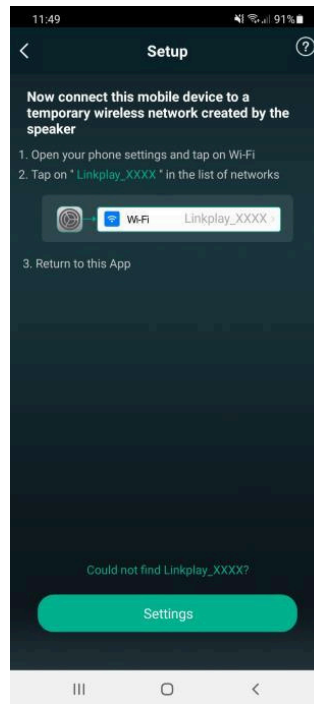 11:49
91%
Setup
?
Now connect this mobile device to a
temporary wireless network created by the
speaker
1. Open your phone settings and tap on Wi-Fi
2. Tap on " Linkplay_XXXX " in the list of networks
Wi-Fi Linkplay_XXXX
3. Return to this App
Could not find Linkplay_XXXX?
Settings